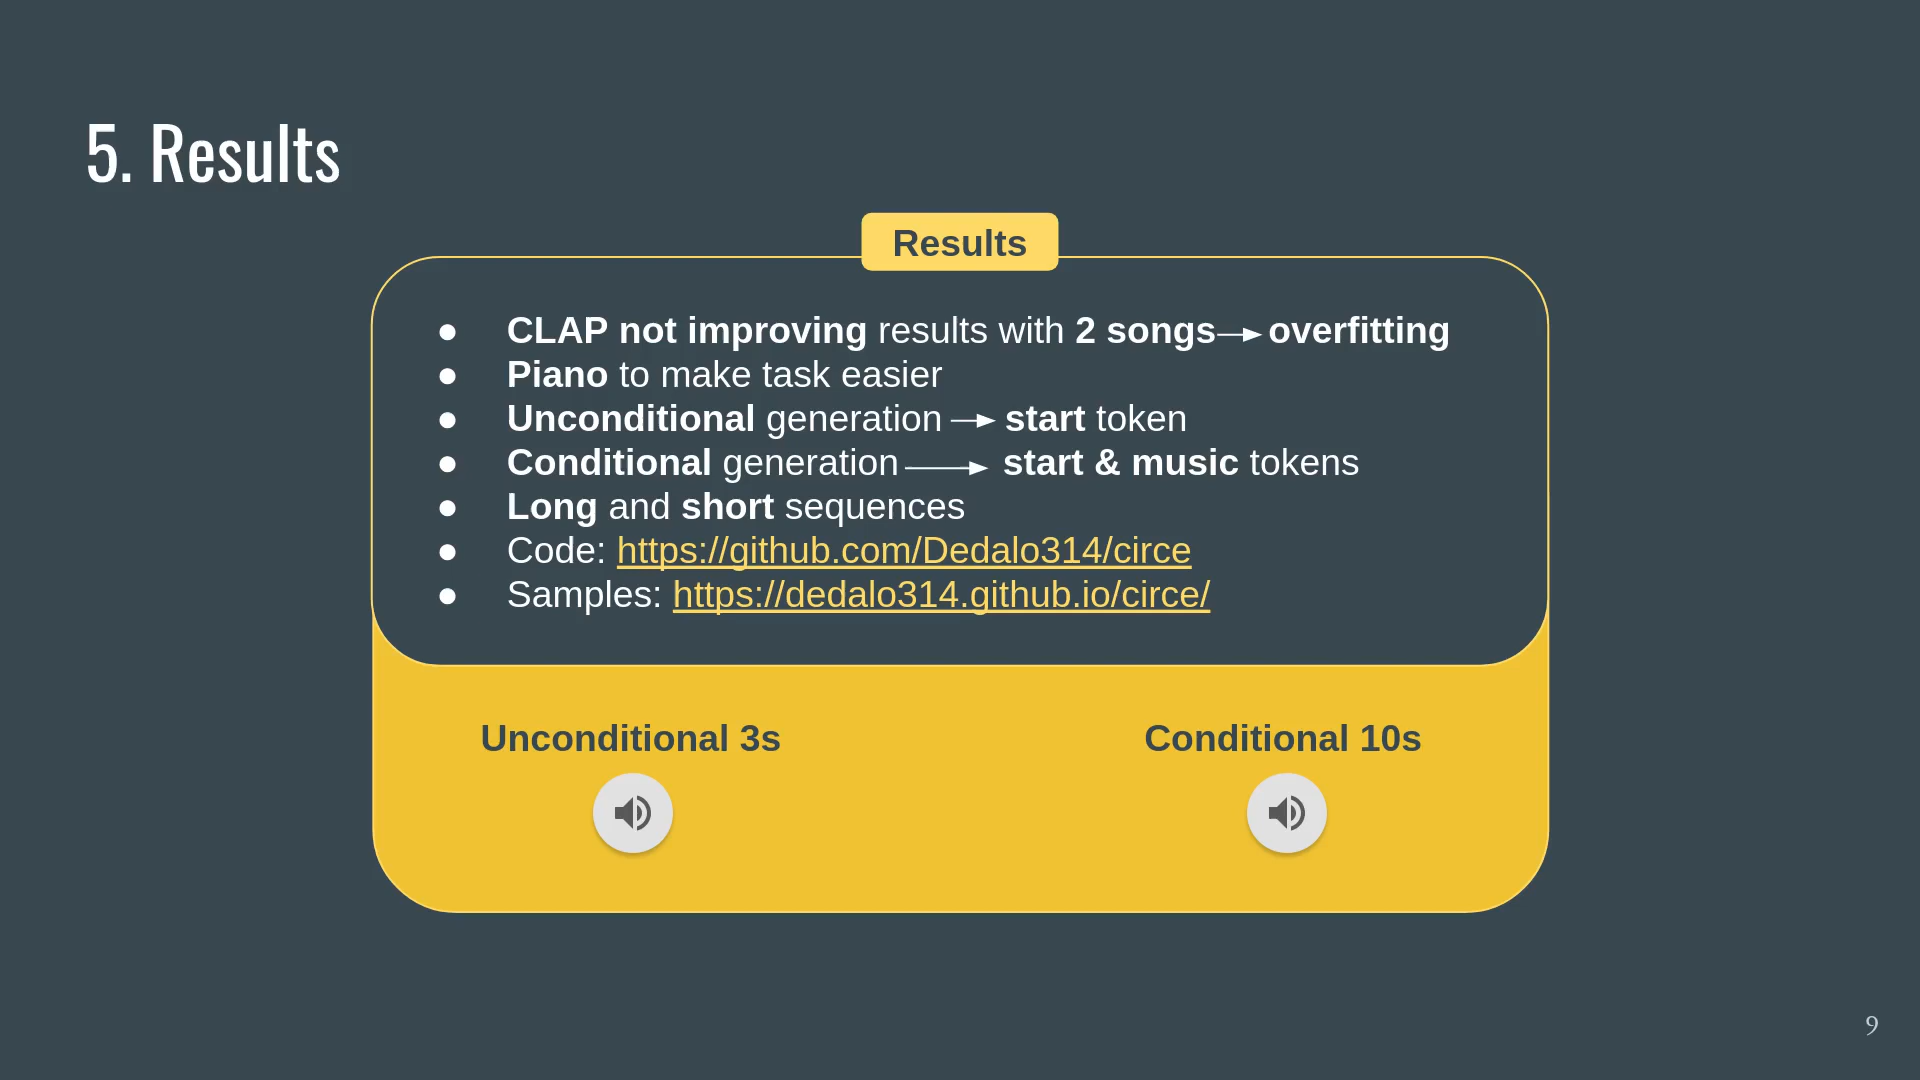 5. Results
Results
● CLAP not improving results with 2 songs→overfitting
● Piano to make task easier
● Unconditional generation → start token
● Conditional generation → start & music tokens
● Long and short sequences
● Code: https://github.com/Dedalo314/circe
● Samples: https://dedalo314.github.io/circe/
Unconditional 3s
Conditional 10s
9